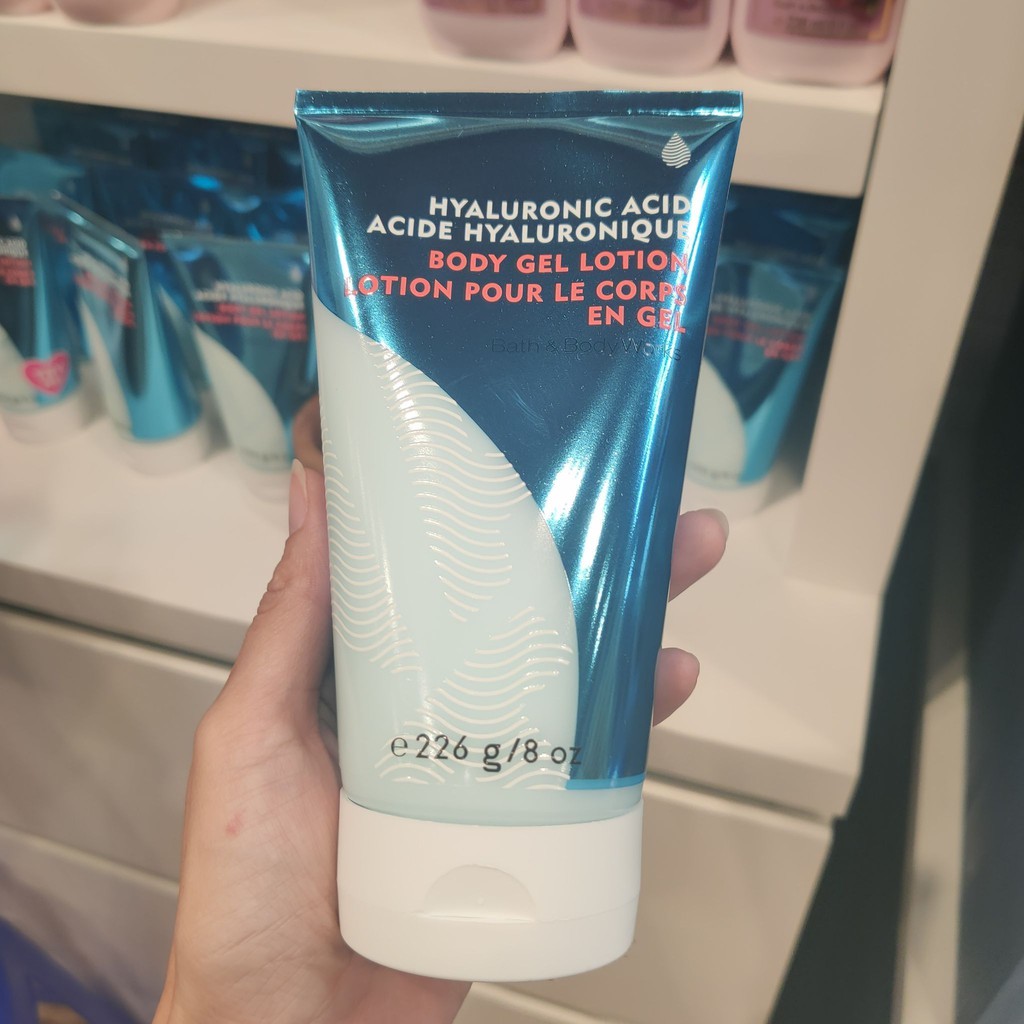 HYALURONIC ACID
ACIDE HYALURONIQUE
BODY GEL LOTION
LOTION POUR LE CORPS
EN GEL
Bath & Body Works
e 226 g/8 oz